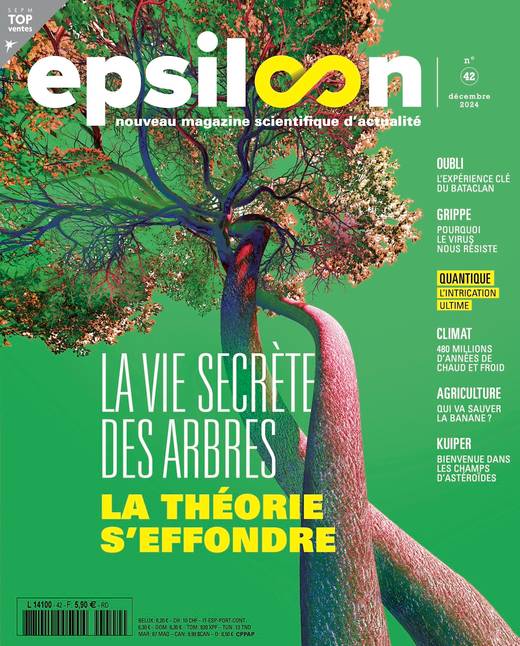 SEPM
TOP
ventes
epsiloon
nouveau magazine scientifique d'actualité
n°
42
décembre
2024
OUBLI
L'EXPÉRIENCE CLÉ
DU BATACLAN
GRIPPE
POURQUOI
LE VIRUS
NOUS RÉSISTE
QUANTIQUE
L'INTRICATION
ULTIME
CLIMAT
480 MILLIONS
D'ANNÉES DE
CHAUD ET FROID
AGRICULTURE
QUI VA SAUVER
LA BANANE ?
KUIPER
BIENVENUE DANS
LES CHAMPS
D'ASTÉROÏDES
LA VIE SECRÈTE
DES ARBRES
LA THÉORIE
S'EFFONDRE
L 14100 - 42 - F: 5,90 € - RD